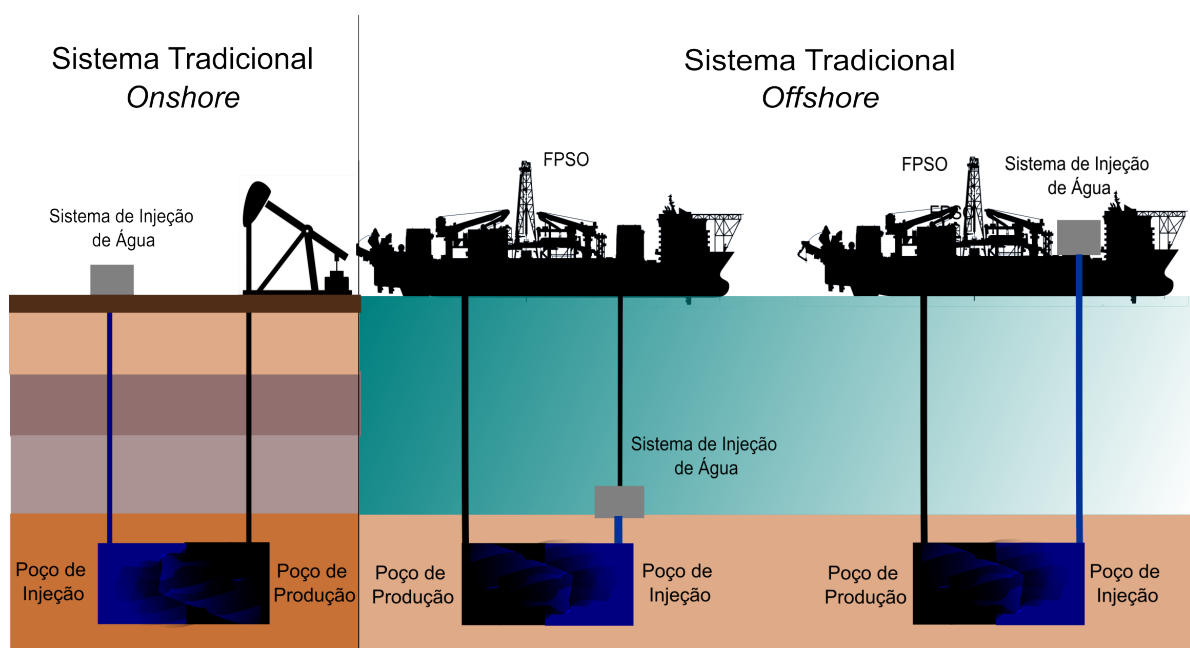 Sistema Tradicional
Onshore
Sistema Tradicional
Offshore
Sistema de Injeção
de Água
FPSO
FPSO
Sistema de Injeção
de Água
FPSO
Sistema de Injeção
de Água
Poço de
Injeção
Poço de
Produção
Poço de
Produção
Poço de
Injeção
Poço de
Produção
Poço de
Injeção